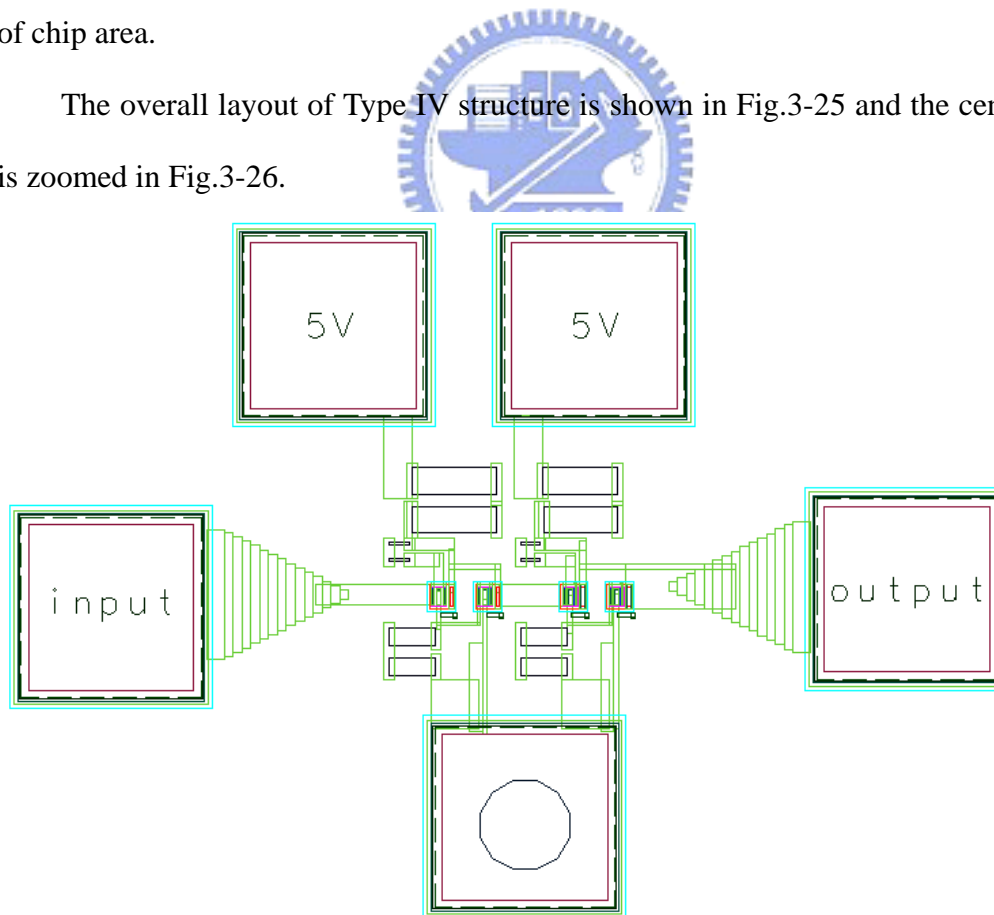 of chip area.
The overall layout of Type IV structure is shown in Fig.3-25 and the cen
is zoomed in Fig.3-26.
5V
5V
input
output